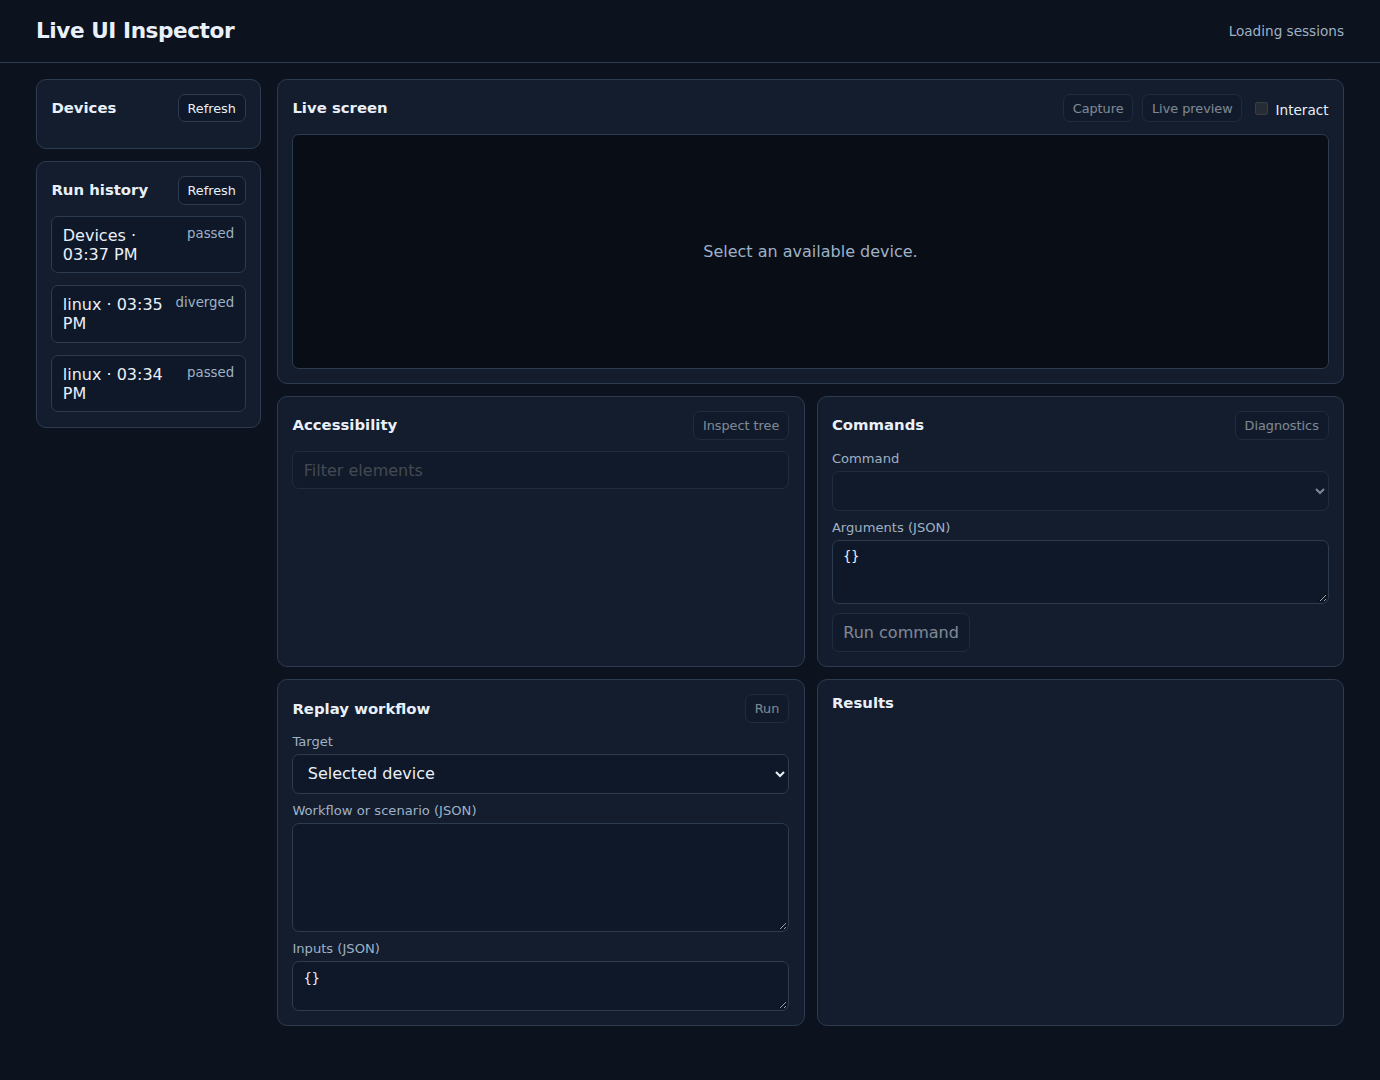 Live UI Inspector
Loading sessions
Devices
Refresh
Run history
Refresh
Devices ·
03:37 PM
passed
linux · 03:35
PM
diverged
linux · 03:34
PM
passed
Live screen
Capture
Live preview
Interact
Select an available device.
Accessibility
Inspect tree
Filter elements
Commands
Diagnostics
Command
Arguments (JSON)
{}
Run command
Replay workflow
Run
Target
Selected device
Workflow or scenario (JSON)
Inputs (JSON)
{}
Results